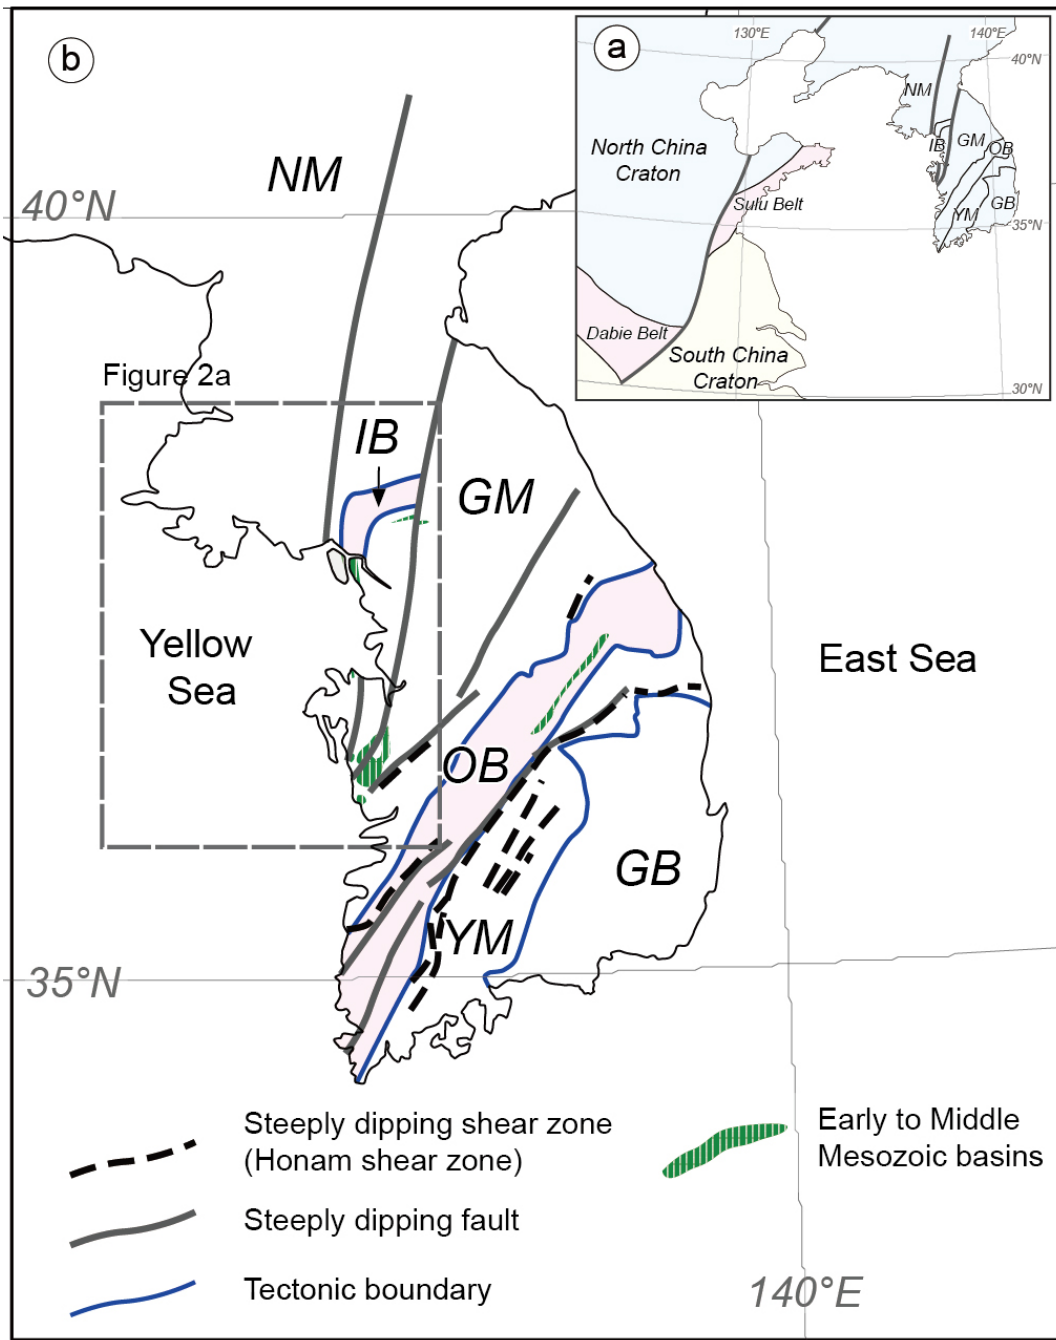 b
a
130°E
140°E
40°N
NM
IB
GM
OB
North China
Craton
Sulu Belt
YM
GB
35°N
Dabie Belt
South China
Craton
30°N
NM
40°N
Figure 2a
IB
GM
Yellow
Sea
East Sea
OB
GB
YM
35°N
Steeply dipping shear zone
(Honam shear zone)
Early to Middle
Mesozoic basins
Steeply dipping fault
Tectonic boundary
140°E